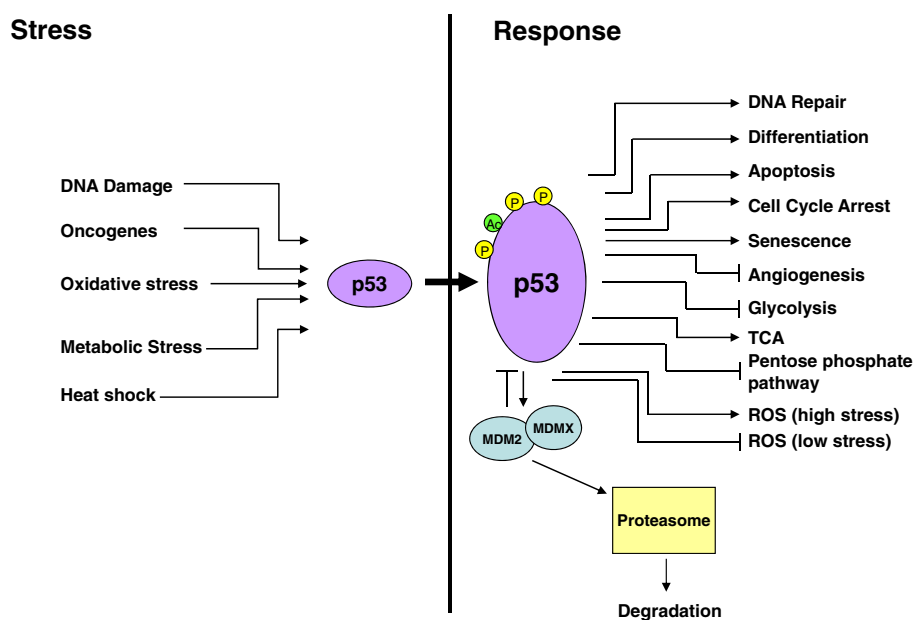 Stress
Response
DNA Damage
Oncogenes
Oxidative stress
Metabolic Stress
Heat shock
p53
P
P
Ac
P
p53
DNA Repair
Differentiation
Apoptosis
Cell Cycle Arrest
Senescence
Angiogenesis
Glycolysis
TCA
Pentose phosphate
pathway
ROS (high stress)
ROS (low stress)
MDM2
MDMX
Proteasome
Degradation